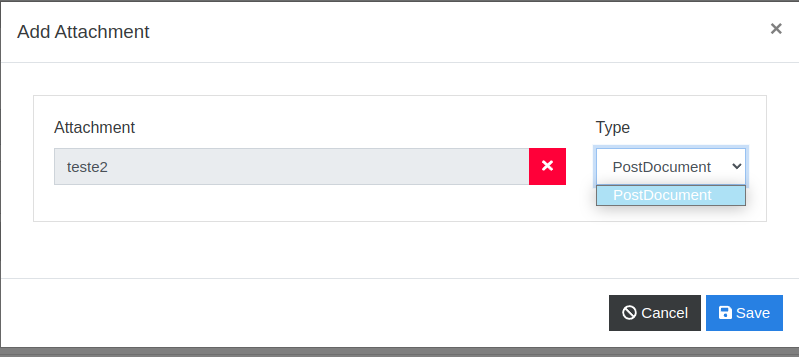 Add Attachment
Attachment
Type
teste2
PostDocument
PostDocument
Cancel
Save